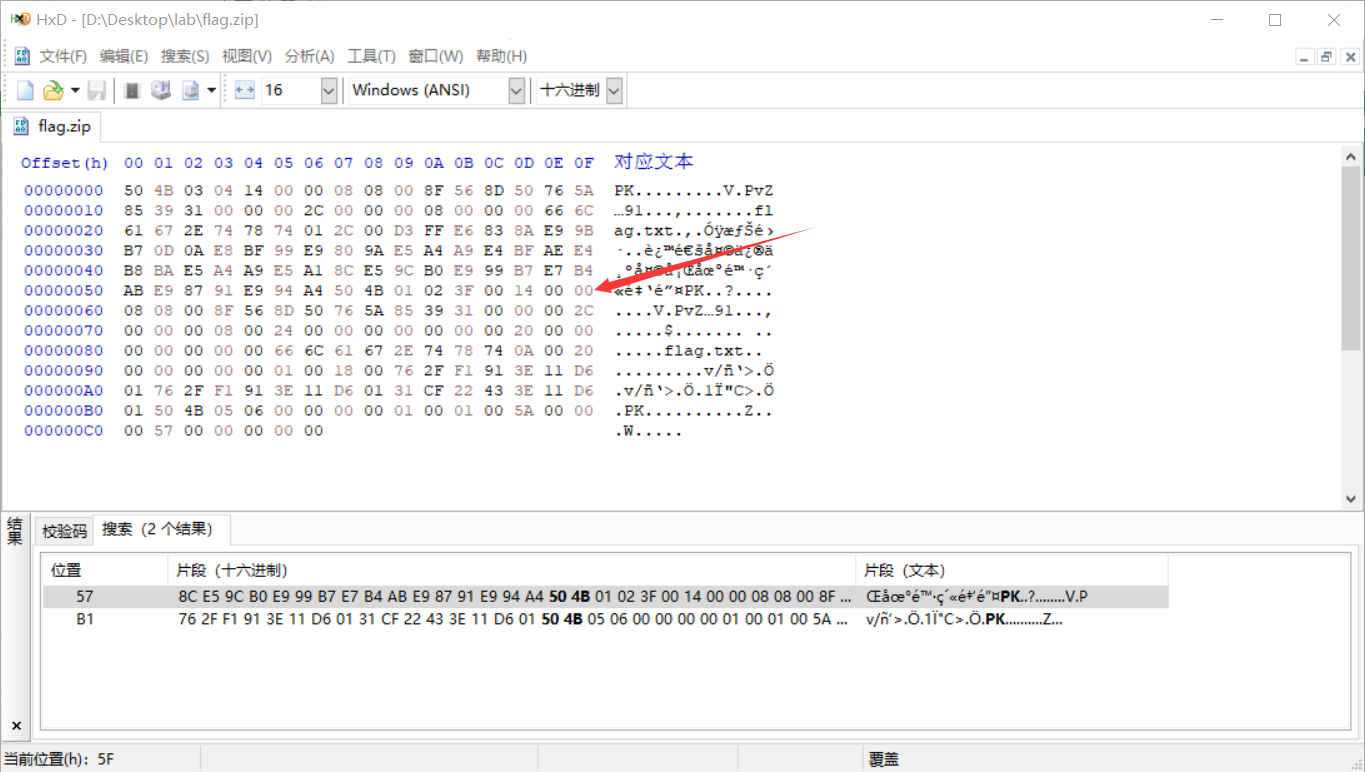 HxD - [D:\Desktop\lab\flag.zip]
文件(F) 编辑(E) 搜索(S) 视图(V) 分析(A) 工具(T) 窗口(W) 帮助(H)
16 Windows (ANSI) 十六进制
flag.zip
Offset(h) 00 01 02 03 04 05 06 07 08 09 0A 0B 0C 0D 0E 0F 对应文本
00000000 50 4B 03 04 14 00 00 08 08 00 8F 56 8D 50 76 5A PK.........V.PvZ
00000010 85 39 31 00 00 00 2C 00 00 00 08 00 00 00 66 6C …91...,.......fl
00000020 61 67 2E 74 78 74 01 2C 00 D3 FF E6 83 8A E9 9B ag.txt.,.ÓÿæƒŠé›
00000030 B7 0D 0A E8 BF 99 E9 80 9A E5 A4 A9 E4 BF AE E4 ·..è¿™é€šå¤©ä¿®ä
00000040 B8 BA E5 A4 A9 E5 A1 8C E5 9C B0 E9 99 B7 E7 B4 ¸ºå¤©å¡Œåœ°é™·ç´
00000050 AB E9 87 91 E9 94 A4 50 4B 01 02 3F 00 14 00 00 «é‡‘é”¤PK..?....
00000060 08 08 00 8F 56 8D 50 76 5A 85 39 31 00 00 00 2C ....V.PvZ…91...,
00000070 00 00 00 08 00 24 00 00 00 00 00 00 00 20 00 00 .....$....... ..
00000080 00 00 00 00 00 66 6C 61 67 2E 74 78 74 0A 00 20 .....flag.txt..
00000090 00 00 00 00 00 01 00 18 00 76 2F F1 91 3E 11 D6 .........v/ñ‘>.Ö
000000A0 01 76 2F F1 91 3E 11 D6 01 31 CF 22 43 3E 11 D6 .v/ñ‘>.Ö.1Ï"C>.Ö
000000B0 01 50 4B 05 06 00 00 00 00 01 00 01 00 5A 00 00 .PK..........Z..
000000C0 00 57 00 00 00 00 00 .W.....
结果
校验码 搜索（2 个结果）
位置 片段（十六进制） 片段（文本）
57 8C E5 9C B0 E9 99 B7 E7 B4 AB E9 87 91 E9 94 A4 50 4B 01 02 3F 00 14 00 00 08 08 00 8F ... Œåœ°é™·ç´«é‡‘é”¤PK..?........V.P
B1 76 2F F1 91 3E 11 D6 01 31 CF 22 43 3E 11 D6 01 50 4B 05 06 00 00 00 00 01 00 01 00 5A ... v/ñ‘>.Ö.1Ï"C>.Ö.PK..........Z...
当前位置(h): 5F 覆盖